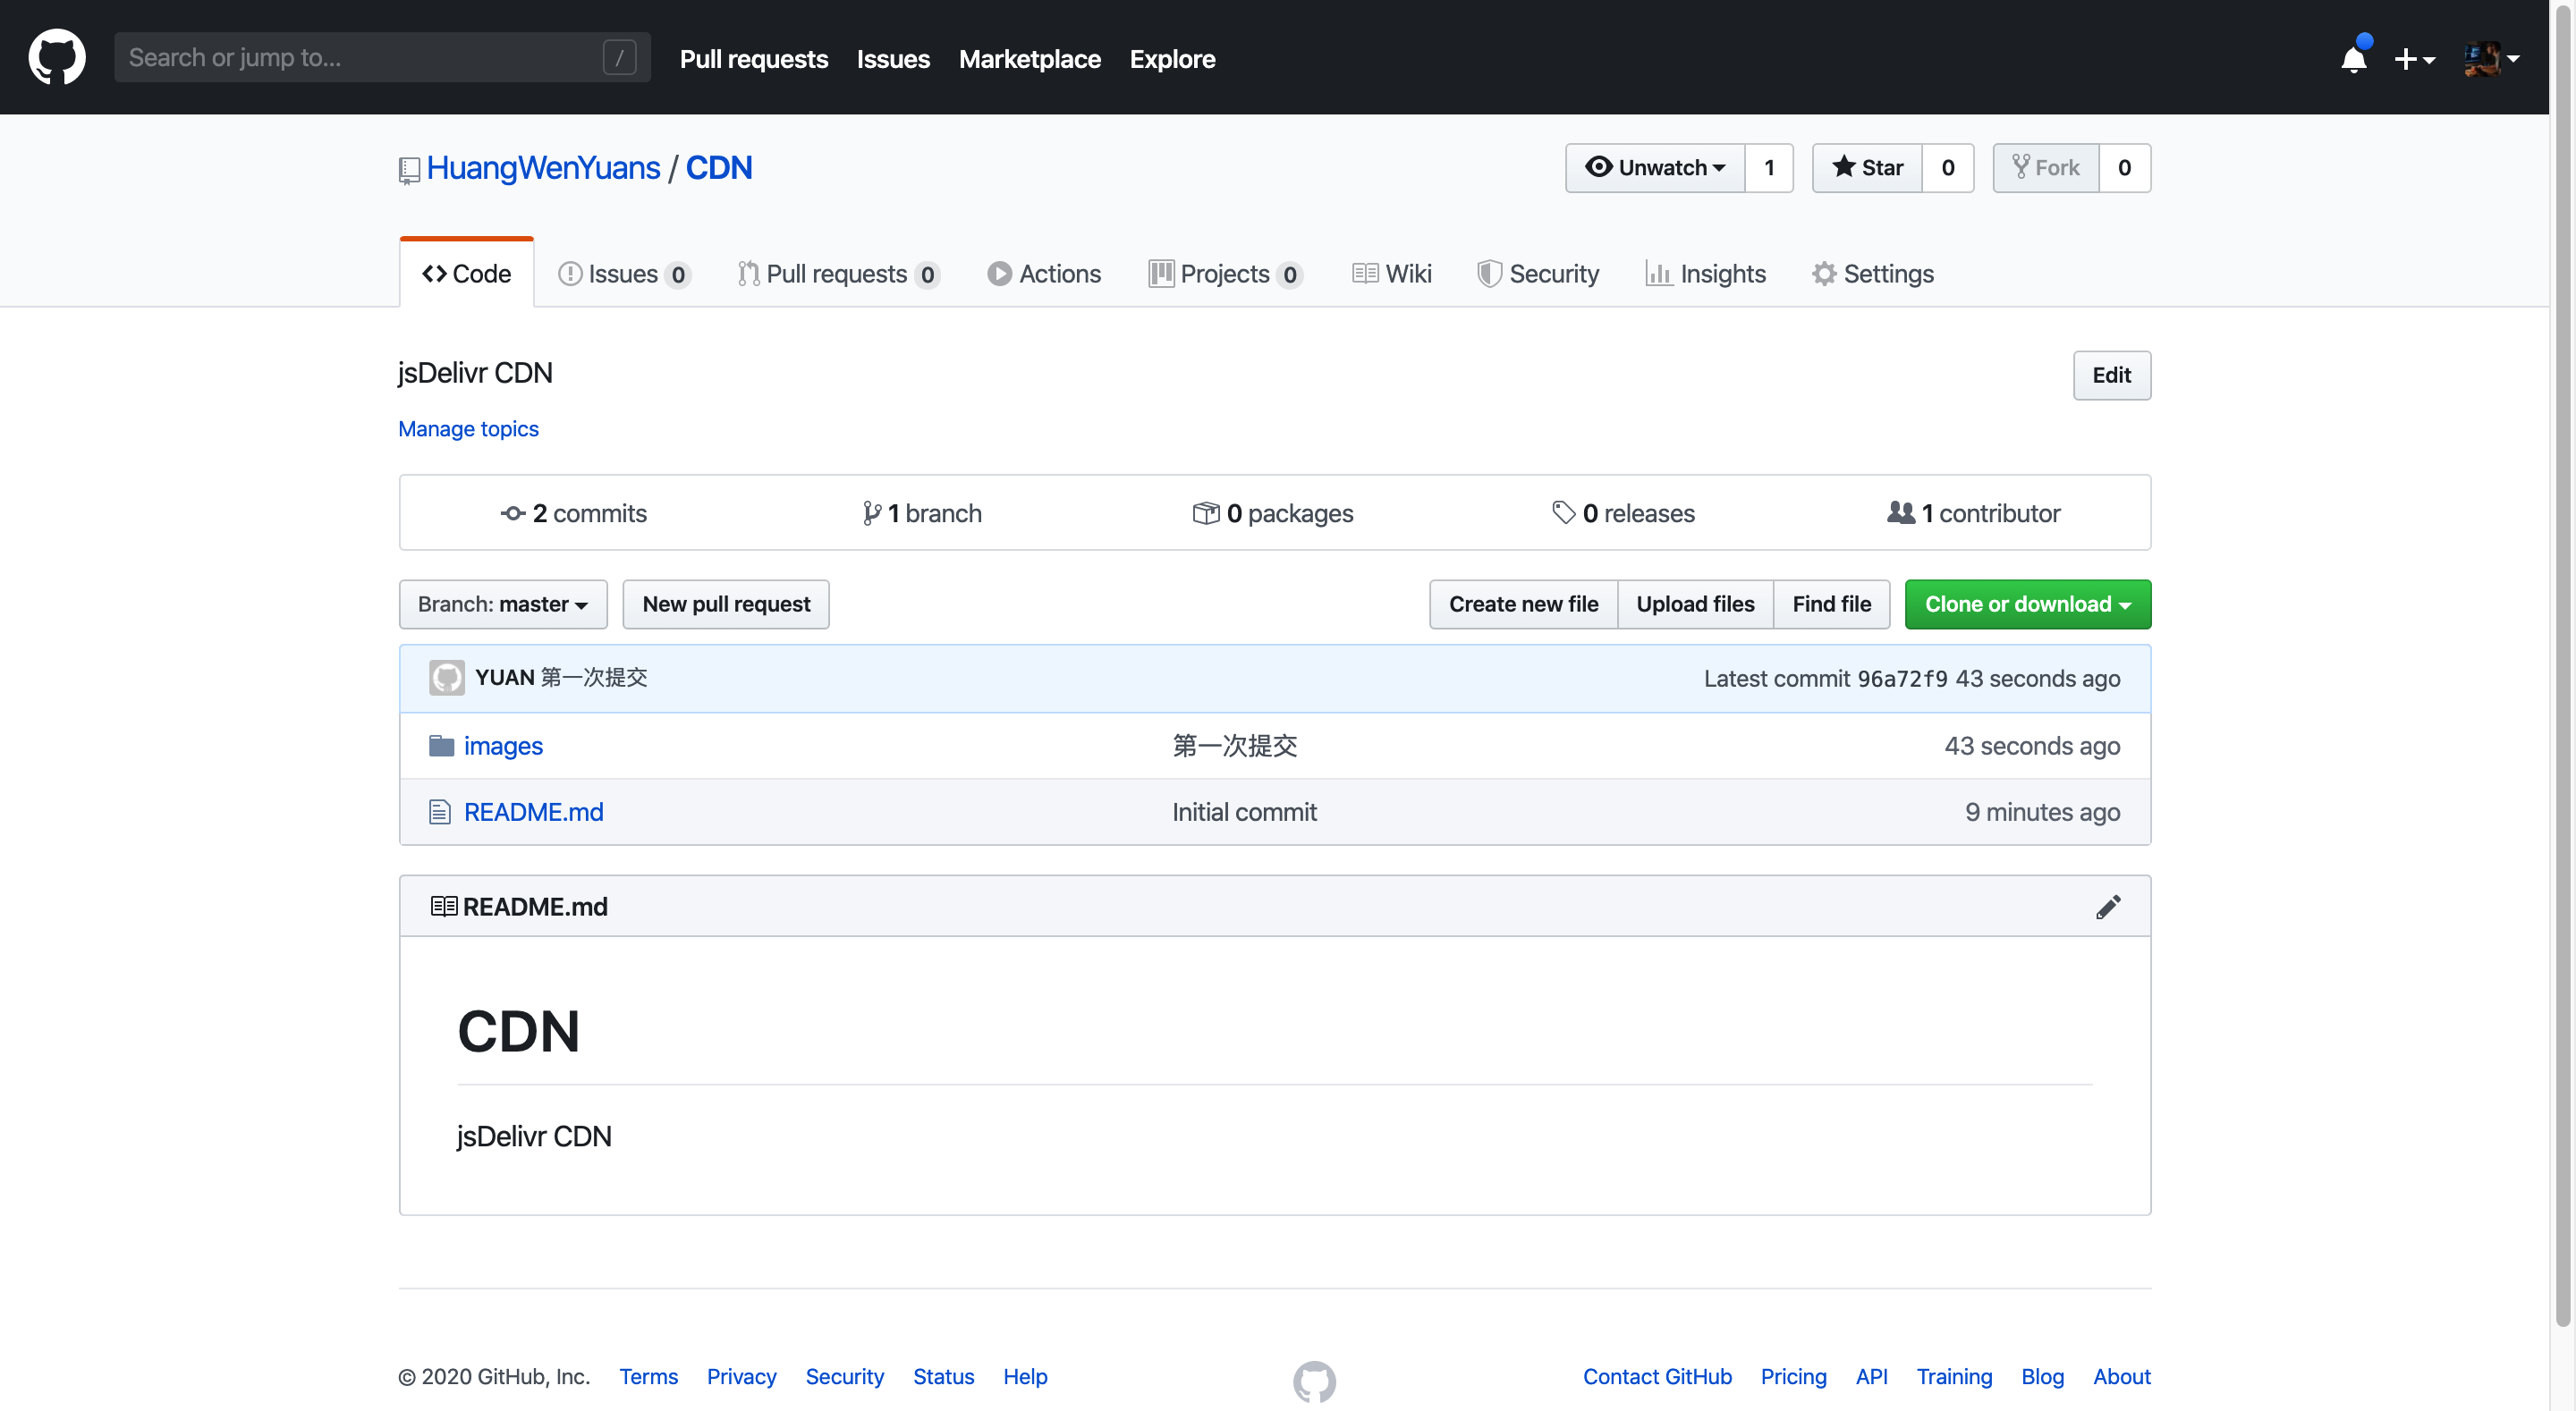 Search or jump to... / Pull requests Issues Marketplace Explore
HuangWenYuans / CDN Unwatch 1 Star 0 Fork 0
Code Issues 0 Pull requests 0 Actions Projects 0 Wiki Security Insights Settings
jsDelivr CDN Edit
Manage topics
2 commits 1 branch 0 packages 0 releases 1 contributor
Branch: master New pull request Create new file Upload files Find file Clone or download
YUAN 第一次提交 Latest commit 96a72f9 43 seconds ago
images 第一次提交 43 seconds ago
README.md Initial commit 9 minutes ago
README.md
CDN
jsDelivr CDN
© 2020 GitHub, Inc. Terms Privacy Security Status Help Contact GitHub Pricing API Training Blog About